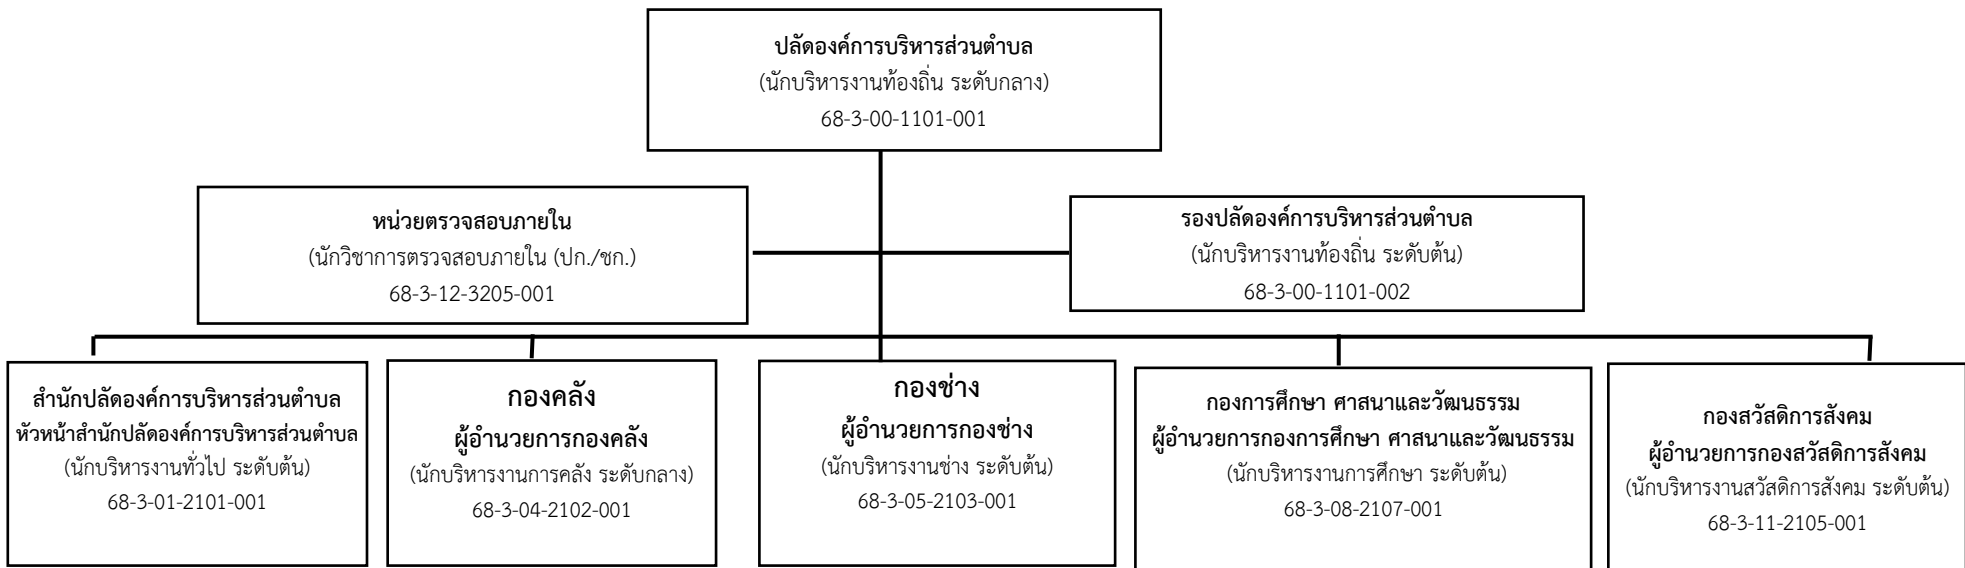 ปลัดองค์การบริหารส่วนตำบล
(นักบริหารงานท้องถิ่น ระดับกลาง)
68-3-00-1101-001
หน่วยตรวจสอบภายใน
(นักวิชาการตรวจสอบภายใน (ปก./ชก.)
68-3-12-3205-001
รองปลัดองค์การบริหารส่วนตำบล
(นักบริหารงานท้องถิ่น ระดับต้น)
68-3-00-1101-002
สำนักปลัดองค์การบริหารส่วนตำบล
หัวหน้าสำนักปลัดองค์การบริหารส่วนตำบล
(นักบริหารงานทั่วไป ระดับต้น)
68-3-01-2101-001
กองคลัง
ผู้อำนวยการกองคลัง
(นักบริหารงานการคลัง ระดับกลาง)
68-3-04-2102-001
กองช่าง
ผู้อำนวยการกองช่าง
(นักบริหารงานช่าง ระดับต้น)
68-3-05-2103-001
กองการศึกษา ศาสนาและวัฒนธรรม
ผู้อำนวยการกองการศึกษา ศาสนาและวัฒนธรรม
(นักบริหารงานการศึกษา ระดับต้น)
68-3-08-2107-001
กองสวัสดิการสังคม
ผู้อำนวยการกองสวัสดิการสังคม
(นักบริหารงานสวัสดิการสังคม ระดับต้น)
68-3-11-2105-001